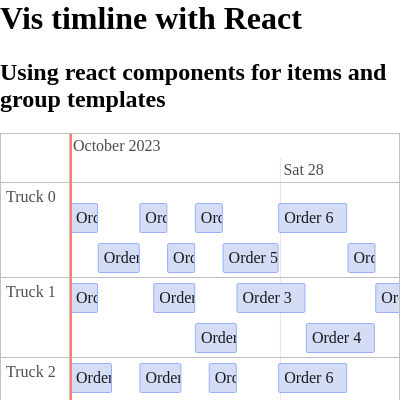 Vis timline with React
Using react components for items and
group templates
October 2023
Sat 28
Truck 0
Ord
Ord
Ord
Order 6
Order
Ord
Order 5
Ord
Truck 1
Ord
Order
Order 3
Or
Order
Order 4
Truck 2
Order
Order
Ord
Order 6